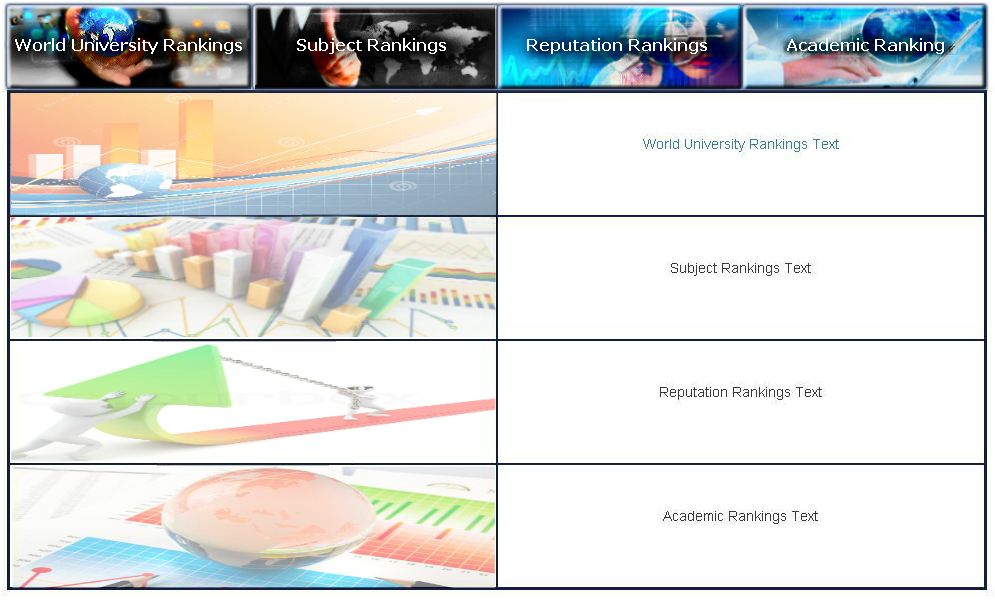 World University Rankings
Subject Rankings
Reputation Rankings
Academic Ranking
World University Rankings Text
Subject Rankings Text
Reputation Rankings Text
Academic Rankings Text